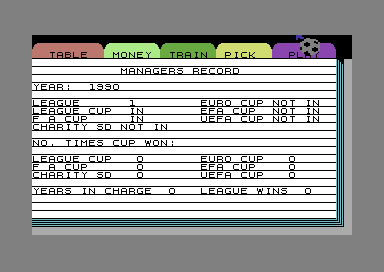 TABLE MONEY TRAIN PICK PLAY
MANAGERS RECORD
YEAR: 1990
LEAGUE 1 EURO CUP NOT IN
LEAGUE CUP IN EFA CUP NOT IN
F A CUP IN UEFA CUP NOT IN
CHARITY SD NOT IN
NO. TIMES CUP WON:
LEAGUE CUP 0 EURO CUP 0
F A CUP 0 EFA CUP 0
CHARITY SD 0 UEFA CUP 0
YEARS IN CHARGE 0 LEAGUE WINS 0